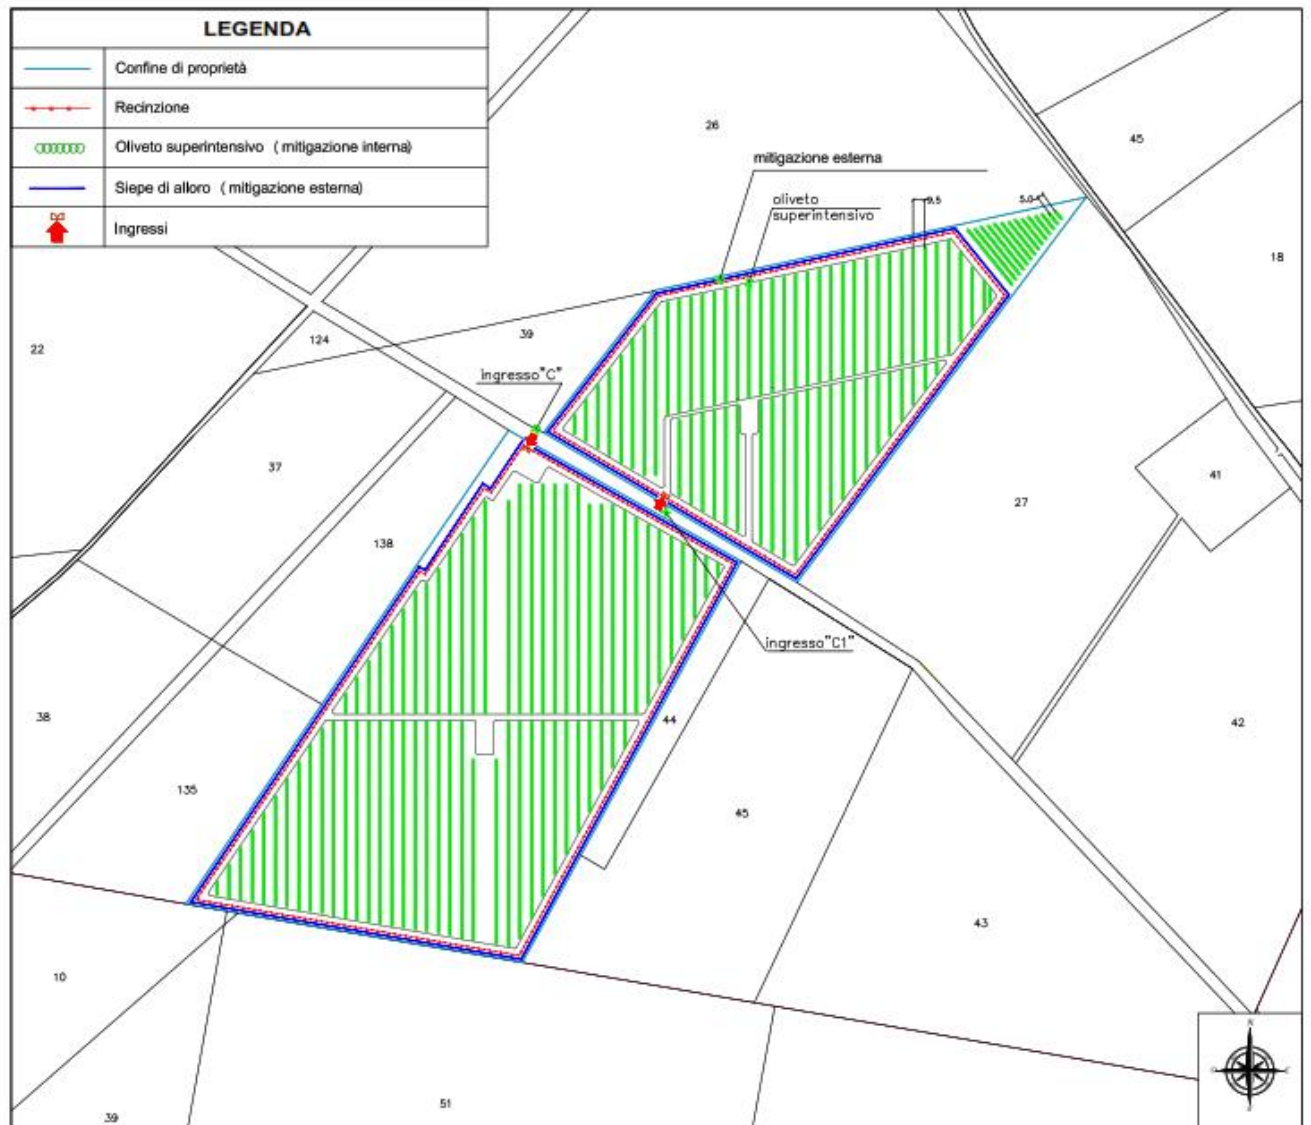 LEGENDA
Confine di proprietà
Recinzione
Oliveto superintensivo ( mitigazione interna)
Siepe di alloro ( mitigazione esterna)
Ingressi
26
45
mitigazione esterna
oliveto
superintensivo
9.5
5.0
18
22
124
39
ingresso"C"
37
41
27
138
ingresso"C1"
38
44
42
135
45
43
10
N
51
39